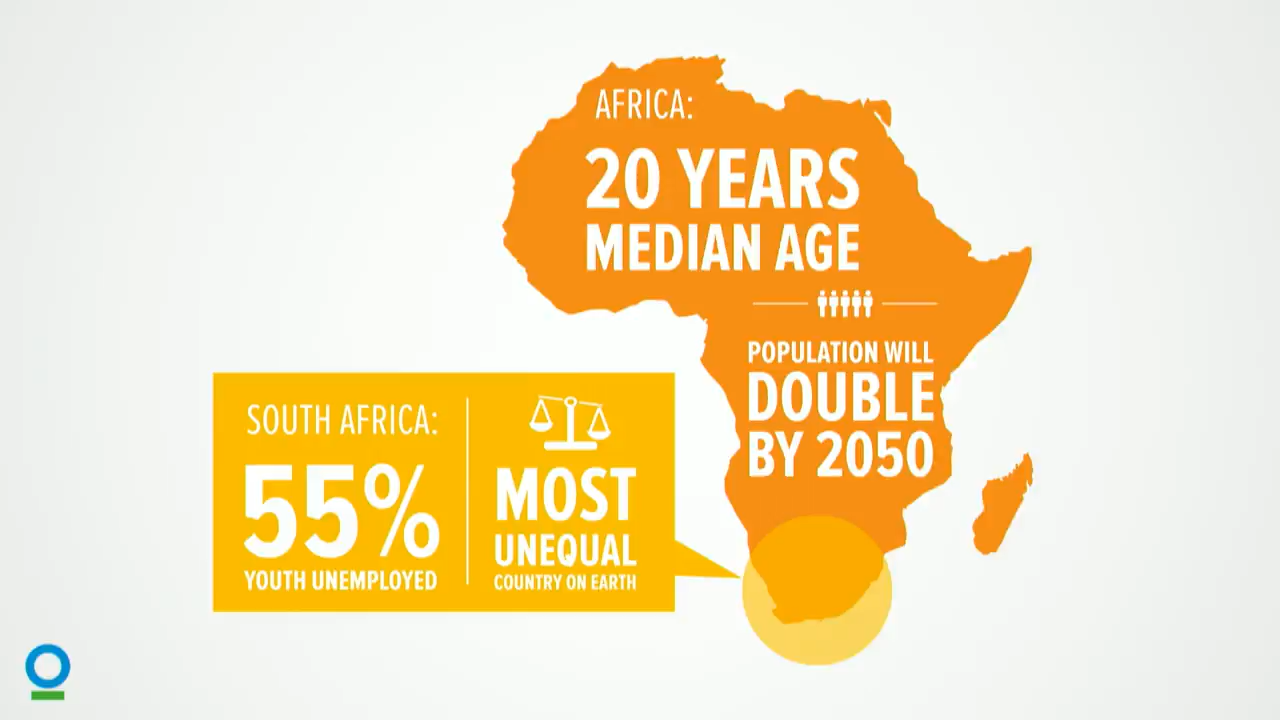 AFRICA:
20 YEARS
MEDIAN AGE
POPULATION WILL
DOUBLE
BY 2050
SOUTH AFRICA:
55%
YOUTH UNEMPLOYED
MOST
UNEQUAL
COUNTRY ON EARTH